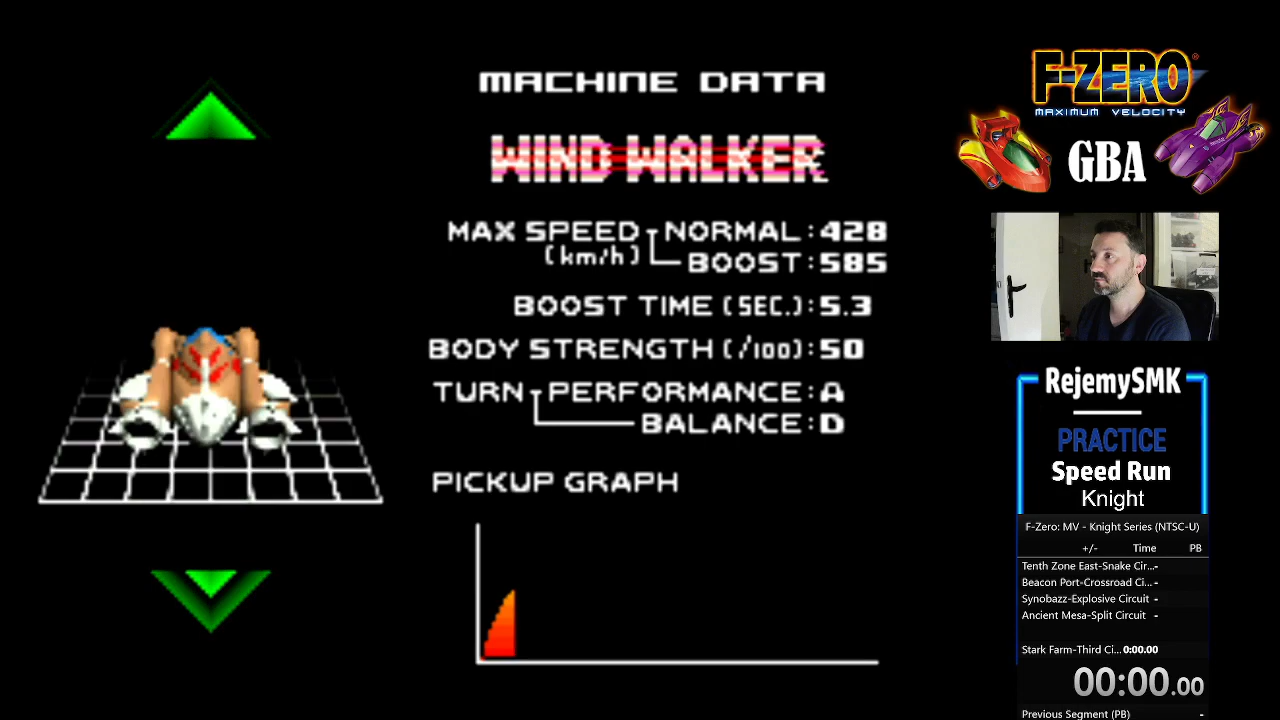 MACHINE DATA
WIND WALKER
MAX SPEED NORMAL:428
(km/h) BOOST:585
BOOST TIME (SEC.):5.3
BODY STRENGTH (/100):50
TURN PERFORMANCE:A
BALANCE:D
PICKUP GRAPH
F-ZERO®
MAXIMUM VELOCITY
GBA
RejemySMK
PRACTICE
Speed Run
Knight
F-Zero: MV - Knight Series (NTSC-U)
+/- Time PB
Tenth Zone East-Snake Cir...-
Beacon Port-Crossroad Ci...-
Synobazz-Explosive Circuit -
Ancient Mesa-Split Circuit -
Stark Farm-Third Ci... 0:00.00
00:00.00
Previous Segment (PB) -